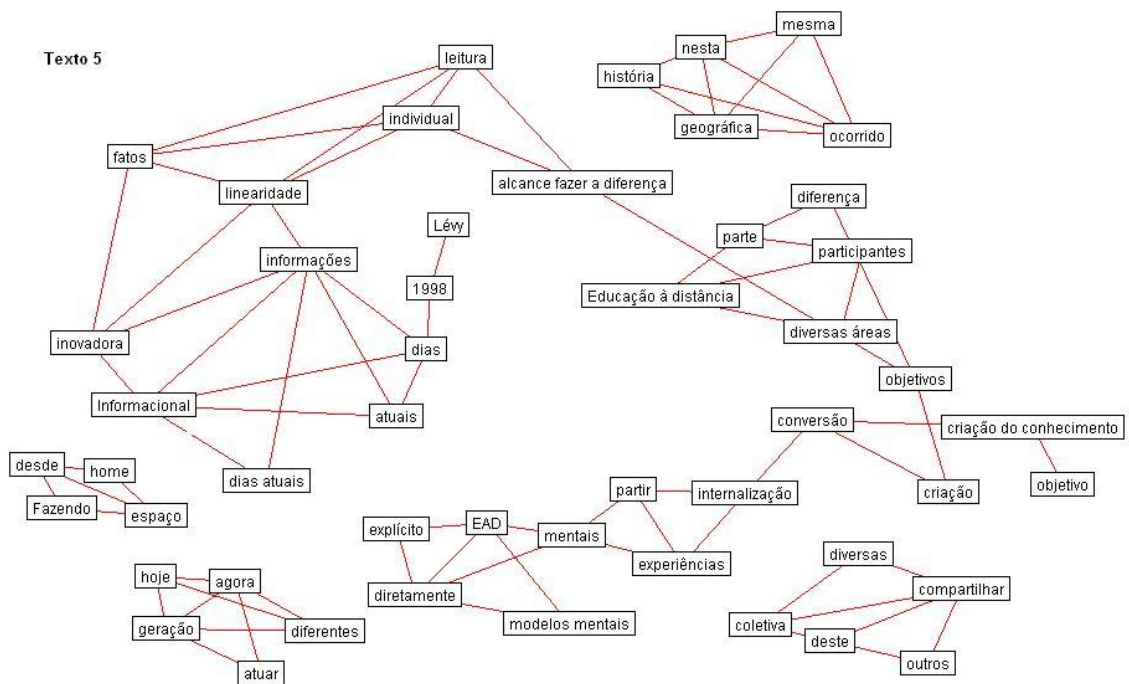 Texto 5
leitura
mesma
nesta
história
individual
geográfica
ocorrido
fatos
linearidade
alcance fazer a diferença
diferença
Lévy
parte
participantes
informações
1998
Educação à distância
inovadora
dias
diversas áreas
objetivos
Informacional
atuais
conversão
criação do conhecimento
desde
home
dias atuais
partir
internalização
criação
objetivo
Fazendo
espaço
explícito
EAD
mentais
experiências
diversas
hoje
agora
diretamente
compartilhar
geração
diferentes
modelos mentais
coletiva
deste
outros
atuar